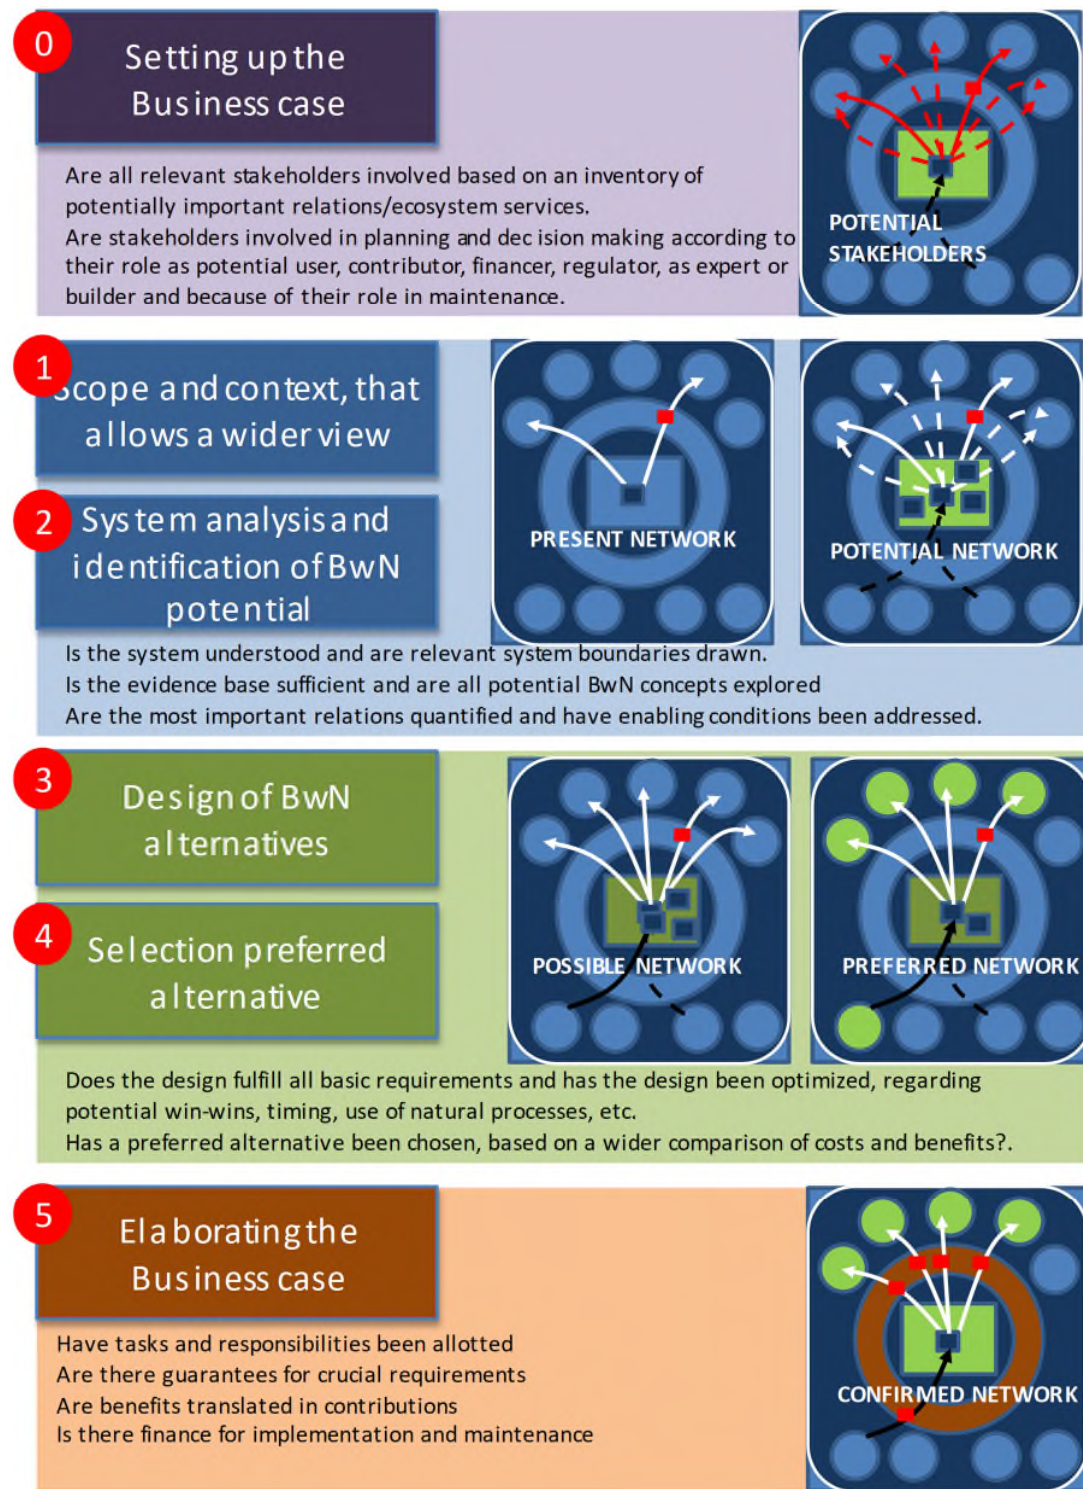 0
Setting up the
Business case
Are all relevant stakeholders involved based on an inventory of
potentially important relations/ecosystem services.
Are stakeholders involved in planning and decision making according to
their role as potential user, contributor, financer, regulator, as expert or
builder and because of their role in maintenance.
POTENTIAL
STAKEHOLDERS
1
Scope and context, that
allows a wider view
2
System analysis and
identification of BwN
potential
PRESENT NETWORK
POTENTIAL NETWORK
Is the system understood and are relevant system boundaries drawn.
Is the evidence base sufficient and are all potential BwN concepts explored
Are the most important relations quantified and have enabling conditions been addressed.
3
Design of BwN
alternatives
4
Selection preferred
alternative
POSSIBLE NETWORK
PREFERRED NETWORK
Does the design fulfill all basic requirements and has the design been optimized, regarding
potential win-wins, timing, use of natural processes, etc.
Has a preferred alternative been chosen, based on a wider comparison of costs and benefits?.
5
Elaborating the
Business case
Have tasks and responsibilities been allotted
Are there guarantees for crucial requirements
Are benefits translated in contributions
Is there finance for implementation and maintenance
CONFIRMED NETWORK